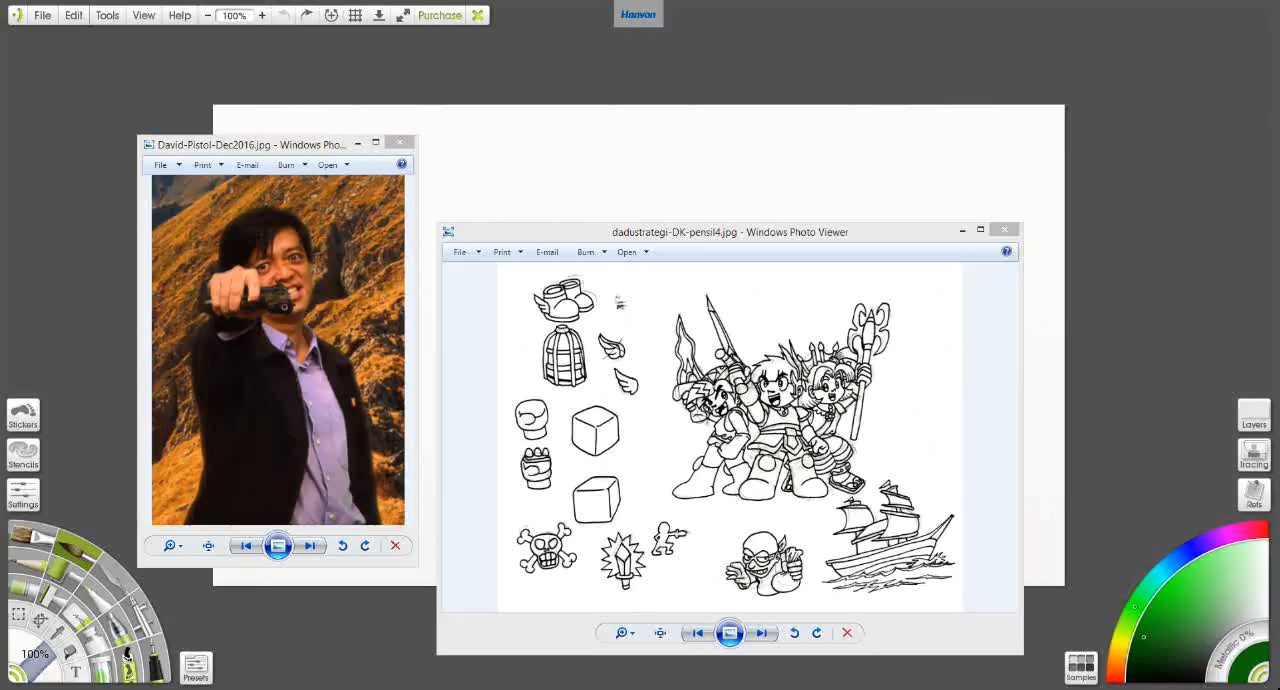 File Edit Tools View Help − 100% + Purchase
Hanvon
David-Pistol-Dec2016.jpg - Windows Pho...
File Print E-mail Burn Open
dadustrategi-DK-pensil4.jpg - Windows Photo Viewer
File Print E-mail Burn Open
Stickers
Stencils
Settings
Layers
Tracing
Refs
100%
T
Presets
Metallic 0%
Samples